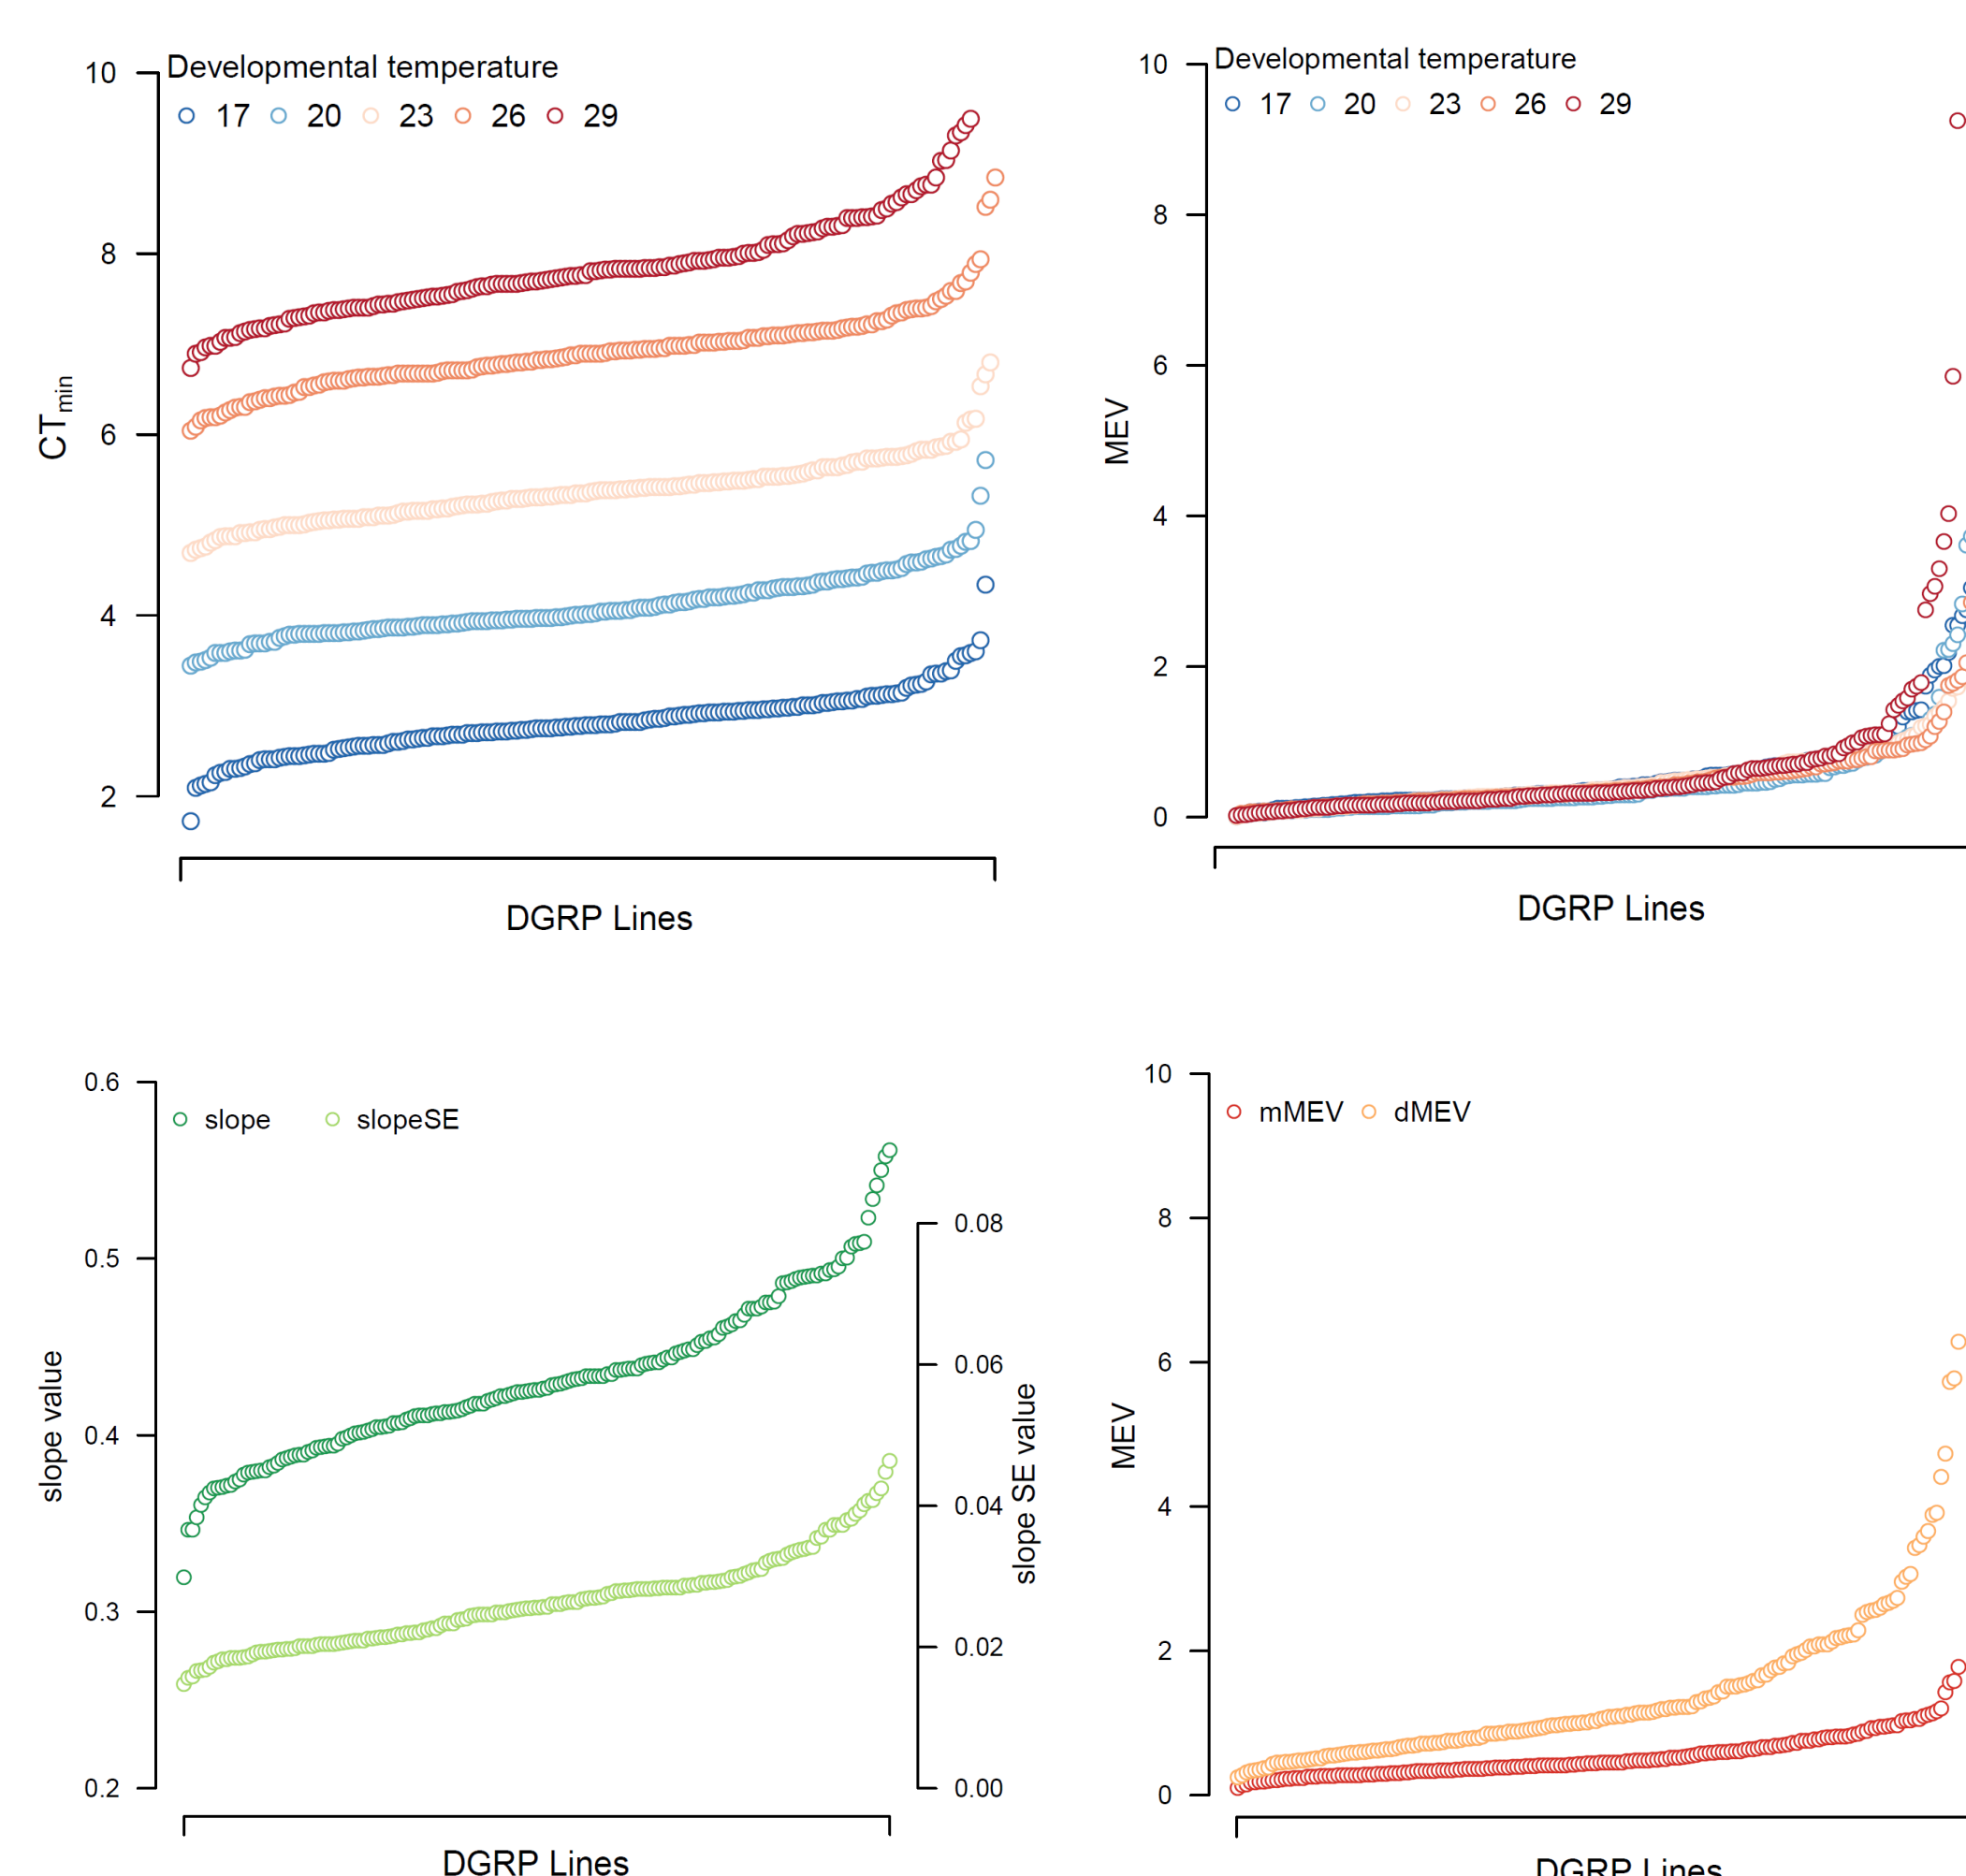 Developmental temperature
17 20 23 26 29
10
8
6
4
2
CTmin
DGRP Lines
Developmental temperature
17 20 23 26 29
10
8
6
4
2
0
MEV
DGRP Lines
slope slopeSE
0.6
0.5
0.4
0.3
0.2
slope value
0.08
0.06
0.04
0.02
0.00
slope SE value
DGRP Lines
mMEV dMEV
10
8
6
4
2
0
MEV
DGRP Lines